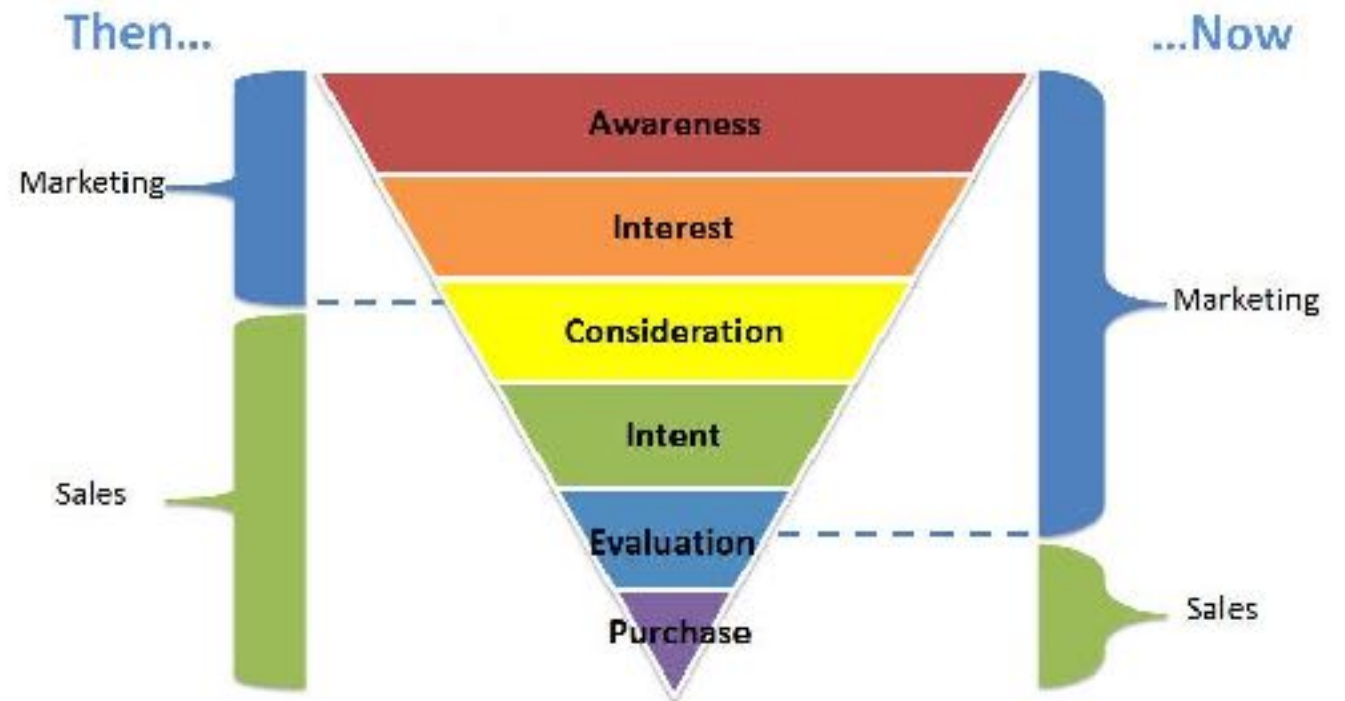 Then...
...Now
Awareness
Marketing
Interest
Marketing
Consideration
Intent
Sales
Evaluation
Sales
Purchase